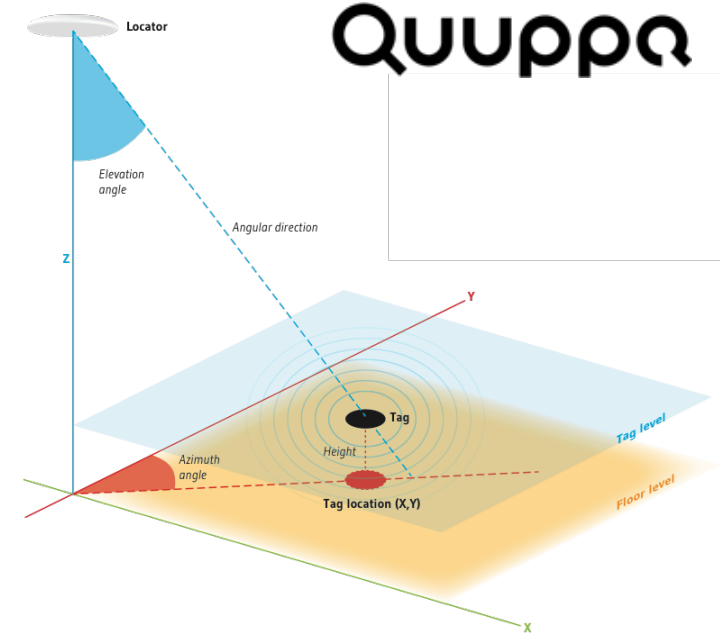 Quuppa
Locator
Elevation
angle
Angular direction
Z
Y
Tag
Tag level
Height
Azimuth
angle
Floor level
Tag location (X,Y)
X